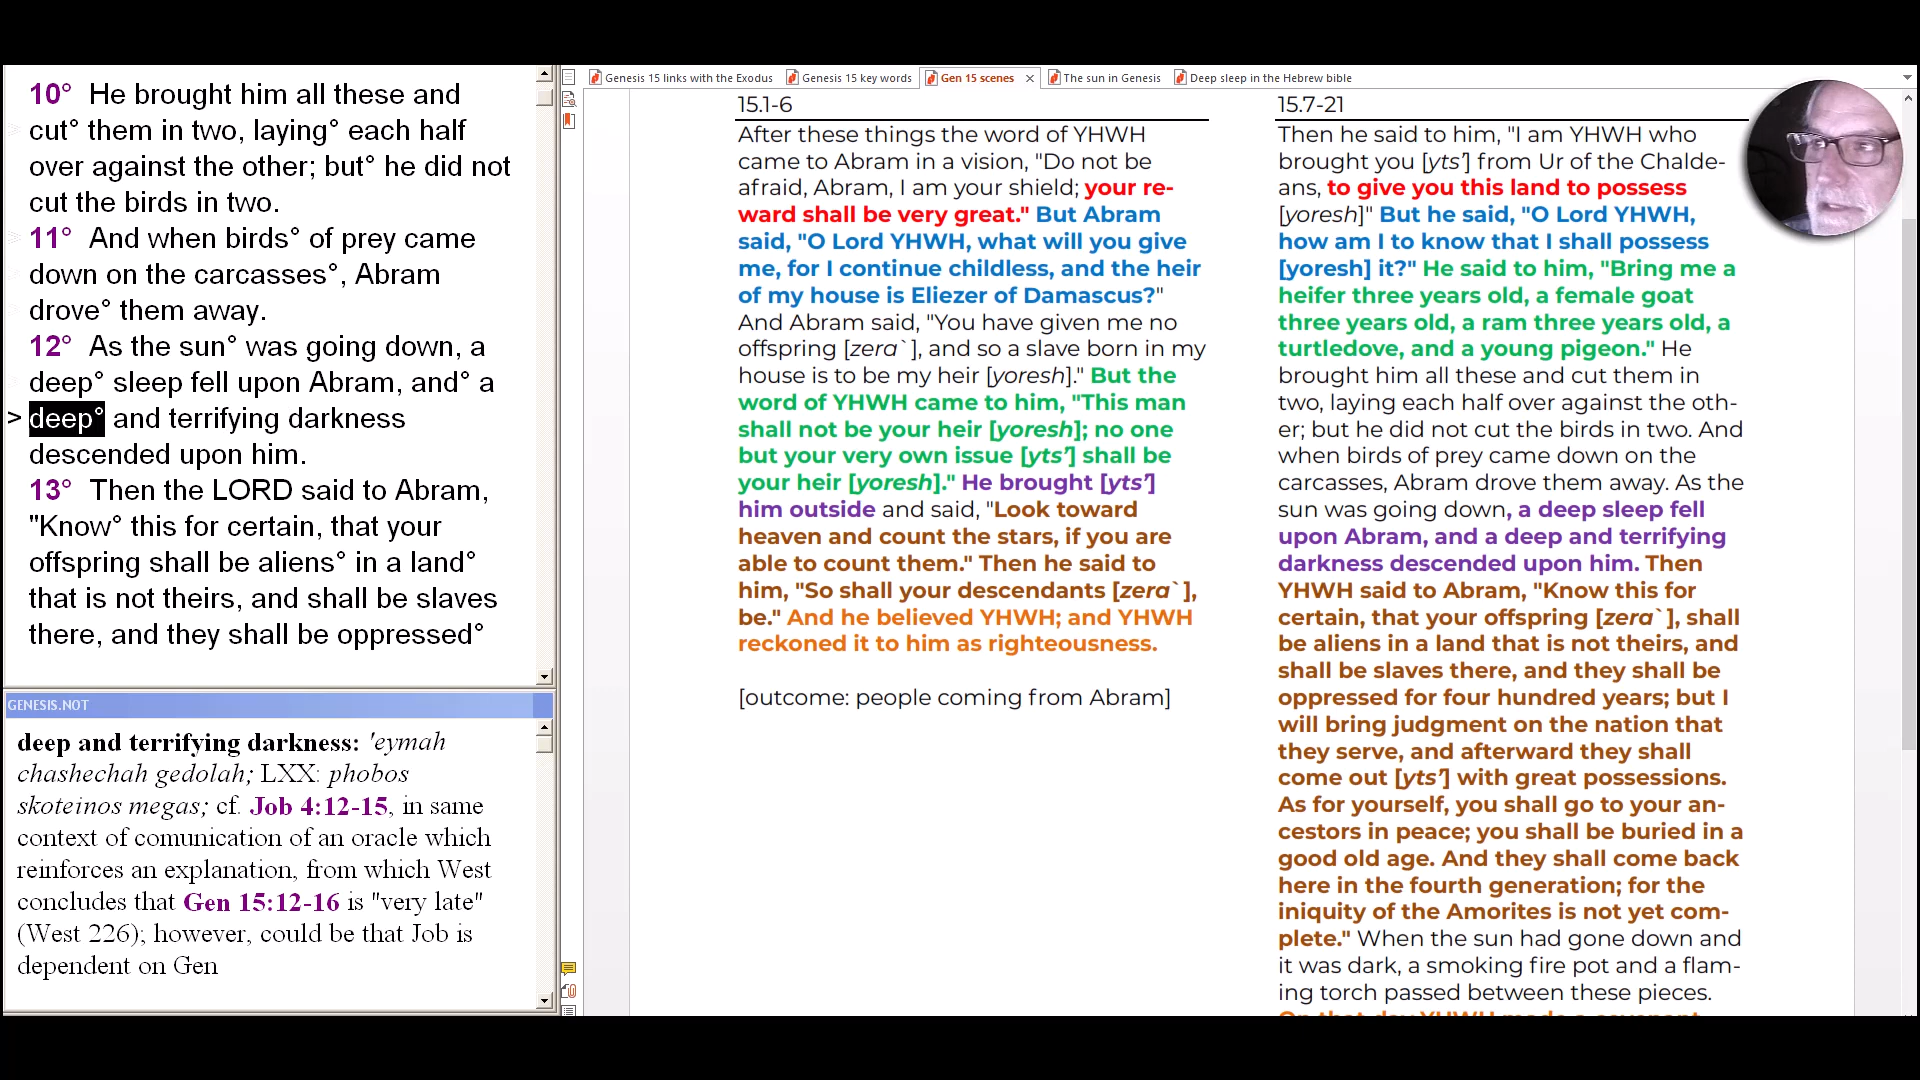 10° He brought him all these and
cut° them in two, laying° each half
over against the other; but° he did not
cut the birds in two.
11° And when birds° of prey came
down on the carcasses°, Abram
drove° them away.
12° As the sun° was going down, a
deep° sleep fell upon Abram, and° a
> deep° and terrifying darkness
descended upon him.
13° Then the LORD said to Abram,
"Know° this for certain, that your
offspring shall be aliens° in a land°
that is not theirs, and shall be slaves
there, and they shall be oppressed°
GENESIS.NOT
deep and terrifying darkness: 'eymah
chashechah gedolah; LXX: phobos
skoteinos megas; cf. Job 4:12-15, in same
context of comunication of an oracle which
reinforces an explanation, from which West
concludes that Gen 15:12-16 is "very late"
(West 226); however, could be that Job is
dependent on Gen
Genesis 15 links with the Exodus
Genesis 15 key words
Gen 15 scenes
The sun in Genesis
Deep sleep in the Hebrew bible
15.1-6
After these things the word of YHWH
came to Abram in a vision, "Do not be
afraid, Abram, I am your shield; your re-
ward shall be very great." But Abram
said, "O Lord YHWH, what will you give
me, for I continue childless, and the heir
of my house is Eliezer of Damascus?"
And Abram said, "You have given me no
offspring [zera`], and so a slave born in my
house is to be my heir [yoresh]." But the
word of YHWH came to him, "This man
shall not be your heir [yoresh]; no one
but your very own issue [yts'] shall be
your heir [yoresh]." He brought [yts']
him outside and said, "Look toward
heaven and count the stars, if you are
able to count them." Then he said to
him, "So shall your descendants [zera`],
be." And he believed YHWH; and YHWH
reckoned it to him as righteousness.
[outcome: people coming from Abram]
15.7-21
Then he said to him, "I am YHWH who
brought you [yts'] from Ur of the Chalde-
ans, to give you this land to possess
[yoresh]" But he said, "O Lord YHWH,
how am I to know that I shall possess
[yoresh] it?" He said to him, "Bring me a
heifer three years old, a female goat
three years old, a ram three years old, a
turtledove, and a young pigeon." He
brought him all these and cut them in
two, laying each half over against the oth-
er; but he did not cut the birds in two. And
when birds of prey came down on the
carcasses, Abram drove them away. As the
sun was going down, a deep sleep fell
upon Abram, and a deep and terrifying
darkness descended upon him. Then
YHWH said to Abram, "Know this for
certain, that your offspring [zera`], shall
be aliens in a land that is not theirs, and
shall be slaves there, and they shall be
oppressed for four hundred years; but I
will bring judgment on the nation that
they serve, and afterward they shall
come out [yts'] with great possessions.
As for yourself, you shall go to your an-
cestors in peace; you shall be buried in a
good old age. And they shall come back
here in the fourth generation; for the
iniquity of the Amorites is not yet com-
plete." When the sun had gone down and
it was dark, a smoking fire pot and a flam-
ing torch passed between these pieces.
On that day YHWH made a covenant